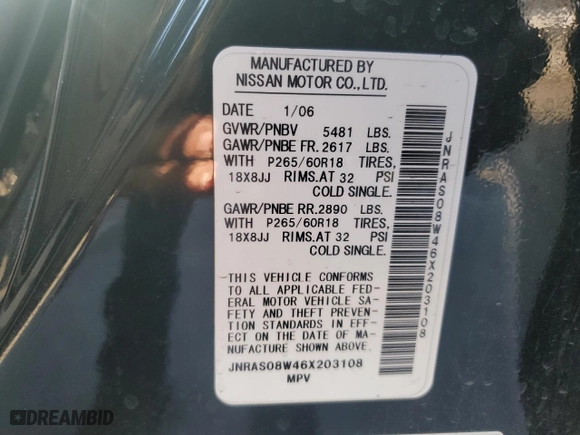 MANUFACTURED BY
NISSAN MOTOR CO.,LTD.
DATE 1/06
GVWR/PNBV 5481 LBS.
GAWR/PNBE FR. 2617 LBS.
WITH P265/60R18 TIRES,
18X8JJ RIMS.AT 32 PSI
COLD SINGLE.
GAWR/PNBE RR.2890 LBS.
WITH P265/60R18 TIRES,
18X8JJ RIMS.AT 32 PSI
COLD SINGLE.
-THIS VEHICLE CONFORMS
TO ALL APPLICABLE FED-
ERAL MOTOR VEHICLE SA-
FETY AND THEFT PREVEN-
TION STANDARDS IN EFF-
ECT ON THE DATE OF MA-
NUFACTURE SHOWN ABOVE-
JNRAS08W46X203108
MPV
JNRAS08W46X203108
DREAMBID